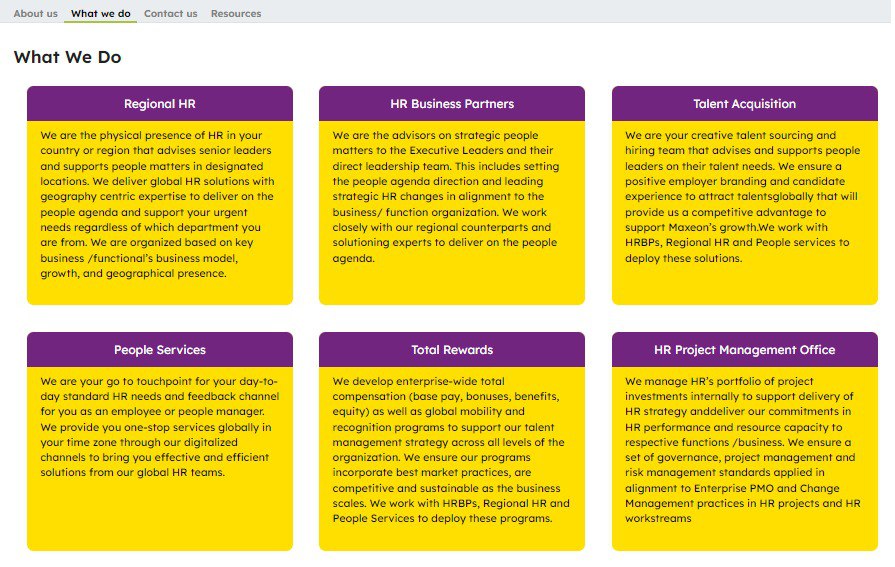 About us What we do Contact us Resources
What We Do
Regional HR
We are the physical presence of HR in your
country or region that advises senior leaders
and supports people matters in designated
locations. We deliver global HR solutions with
geography centric expertise to deliver on the
people agenda and support your urgent
needs regardless of which department you
are from. We are organized based on key
business /functional's business model,
growth, and geographical presence.
HR Business Partners
We are the advisors on strategic people
matters to the Executive Leaders and their
direct leadership team. This includes setting
the people agenda direction and leading
strategic HR changes in alignment to the
business/ function organization. We work
closely with our regional counterparts and
solutioning experts to deliver on the people
agenda.
Talent Acquisition
We are your creative talent sourcing and
hiring team that advises and supports people
leaders on their talent needs. We ensure a
positive employer branding and candidate
experience to attract talentsglobally that will
provide us a competitive advantage to
support Maxeon's growth.We work with
HRBPs, Regional HR and People services to
deploy these solutions.
People Services
We are your go to touchpoint for your day-to-
day standard HR needs and feedback channel
for you as an employee or people manager.
We provide you one-stop services globally in
your time zone through our digitalized
channels to bring you effective and efficient
solutions from our global HR teams.
Total Rewards
We develop enterprise-wide total
compensation (base pay, bonuses, benefits,
equity) as well as global mobility and
recognition programs to support our talent
management strategy across all levels of the
organization. We ensure our programs
incorporate best market practices, are
competitive and sustainable as the business
scales. We work with HRBPs, Regional HR and
People Services to deploy these programs.
HR Project Management Office
We manage HR's portfolio of project
investments internally to support delivery of
HR strategy anddeliver our commitments in
HR performance and resource capacity to
respective functions /business. We ensure a
set of governance, project management and
risk management standards applied in
alignment to Enterprise PMO and Change
Management practices in HR projects and HR
workstreams